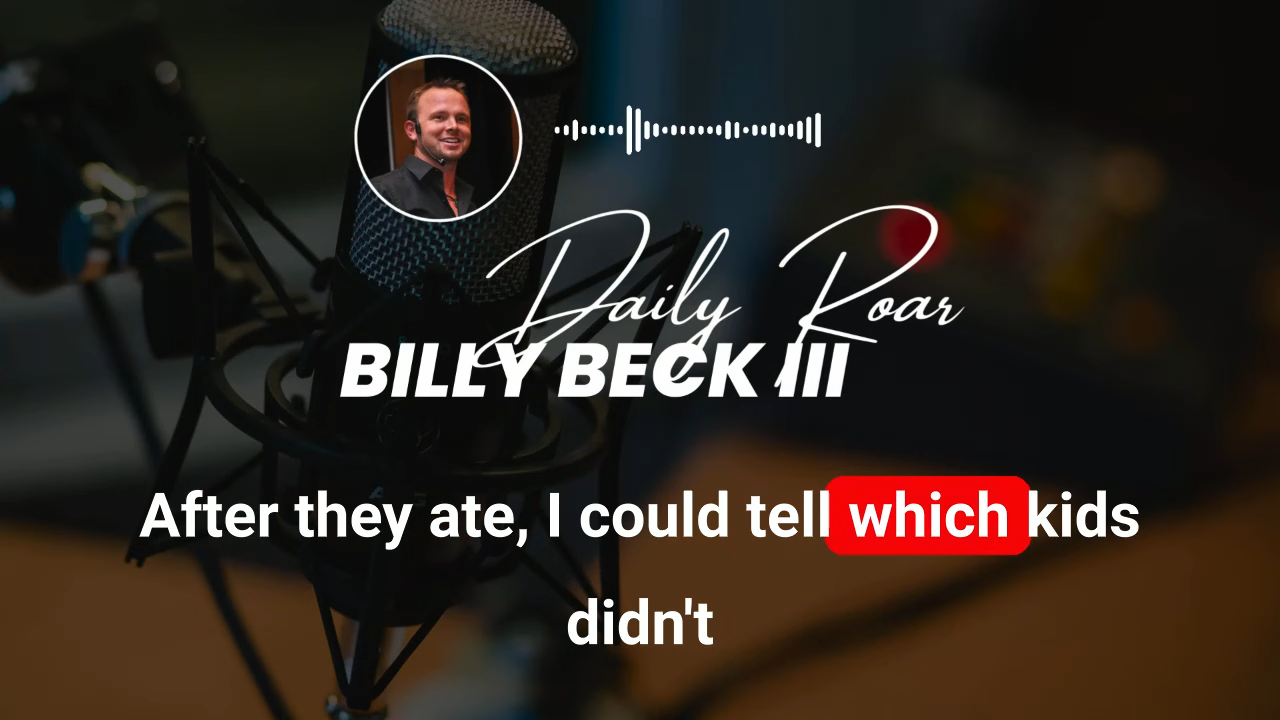 Daily Roar
BILLY BECK III
After they ate, I could tell which kids
didn't